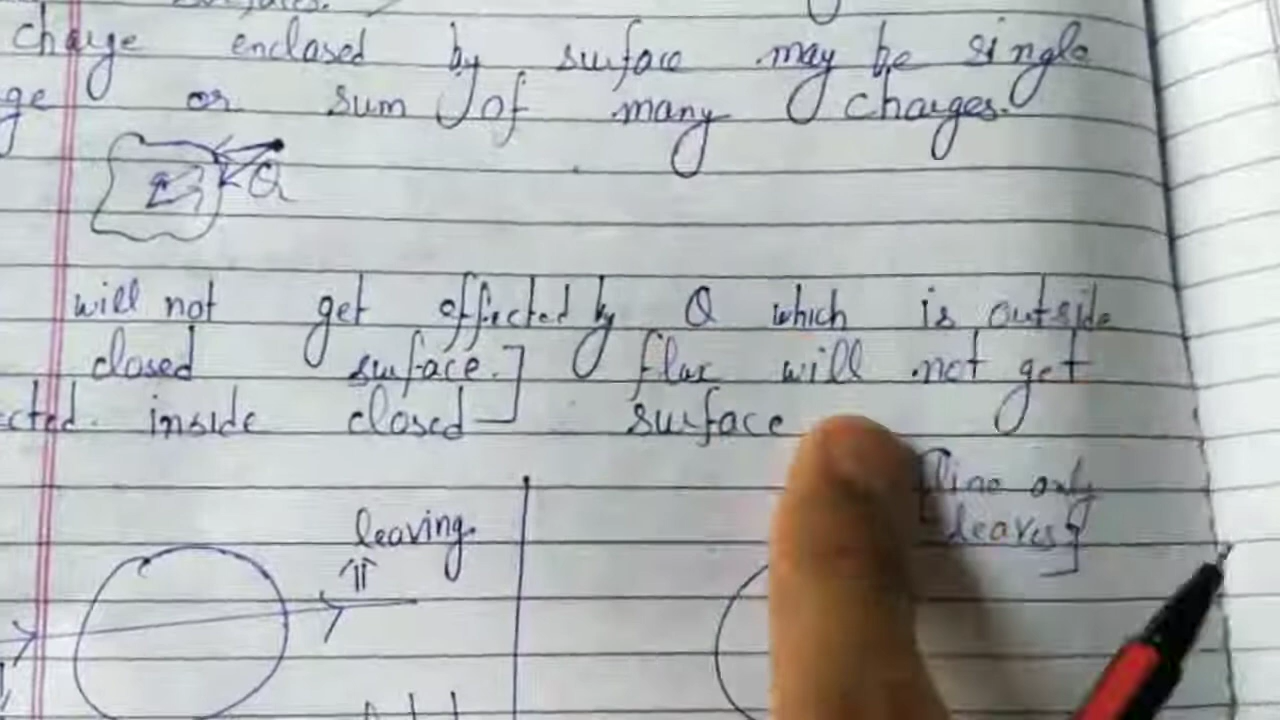 surfaces.
charge enclosed by surface may be single
ge or sum of many charges.
Q
will not get effected by Q which is outside
closed surface.] flux will not get
cted inside closed surface
[line only
leaves]
leaving